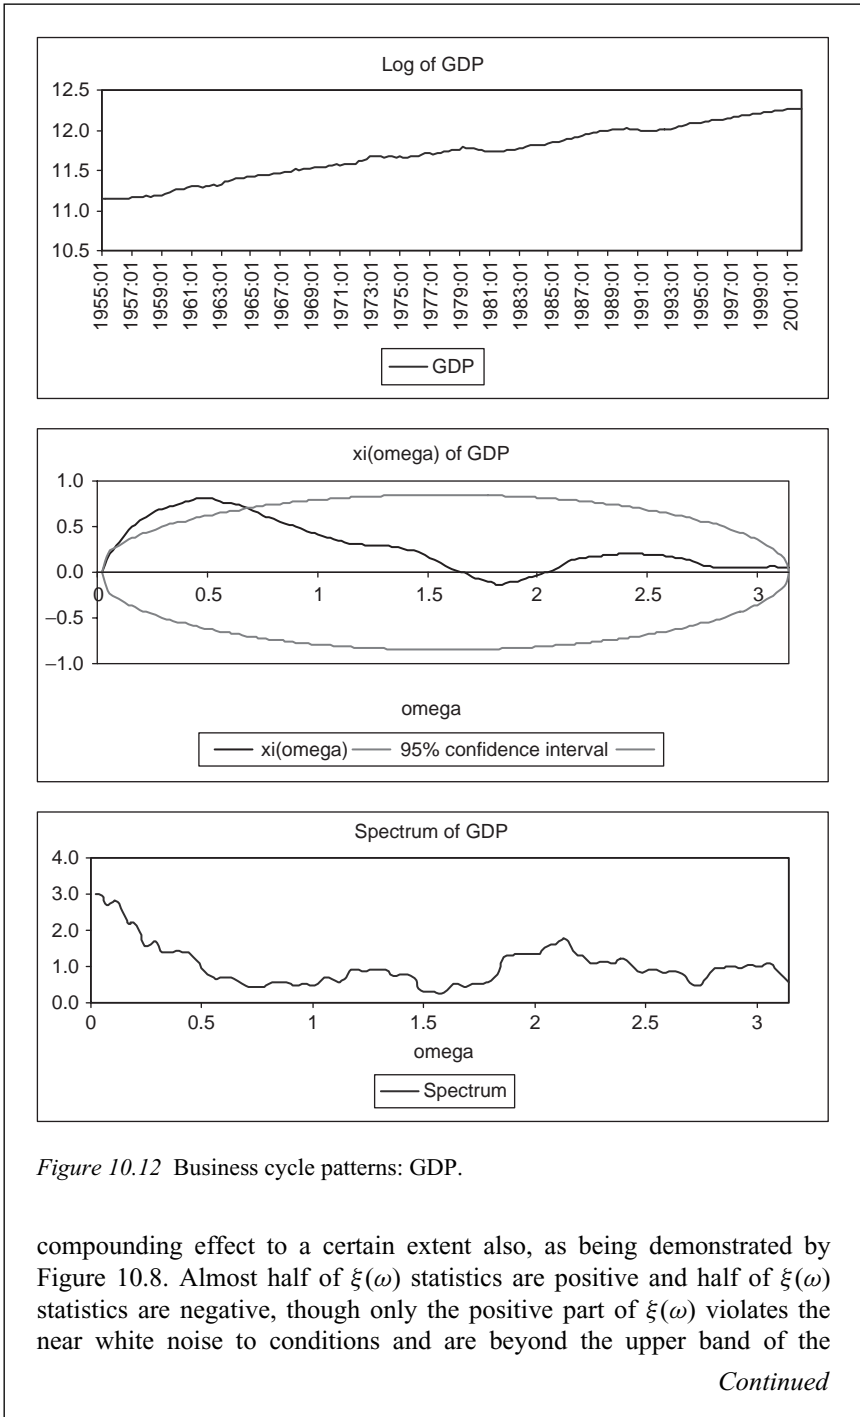 Log of GDP
12.5
12.0
11.5
11.0
10.5
1955:01
1957:01
1959:01
1961:01
1963:01
1965:01
1967:01
1969:01
1971:01
1973:01
1975:01
1977:01
1979:01
1981:01
1983:01
1985:01
1987:01
1989:01
1991:01
1993:01
1995:01
1997:01
1999:01
2001:01
GDP
xi(omega) of GDP
1.0
0.5
0.0
−0.5
−1.0
0 0.5 1 1.5 2 2.5 3
omega
xi(omega) 95% confidence interval
Spectrum of GDP
4.0
3.0
2.0
1.0
0.0
0 0.5 1 1.5 2 2.5 3
omega
Spectrum
Figure 10.12 Business cycle patterns: GDP.
compounding effect to a certain extent also, as being demonstrated by
Figure 10.8. Almost half of ξ(ω) statistics are positive and half of ξ(ω)
statistics are negative, though only the positive part of ξ(ω) violates the
near white noise to conditions and are beyond the upper band of the
Continued